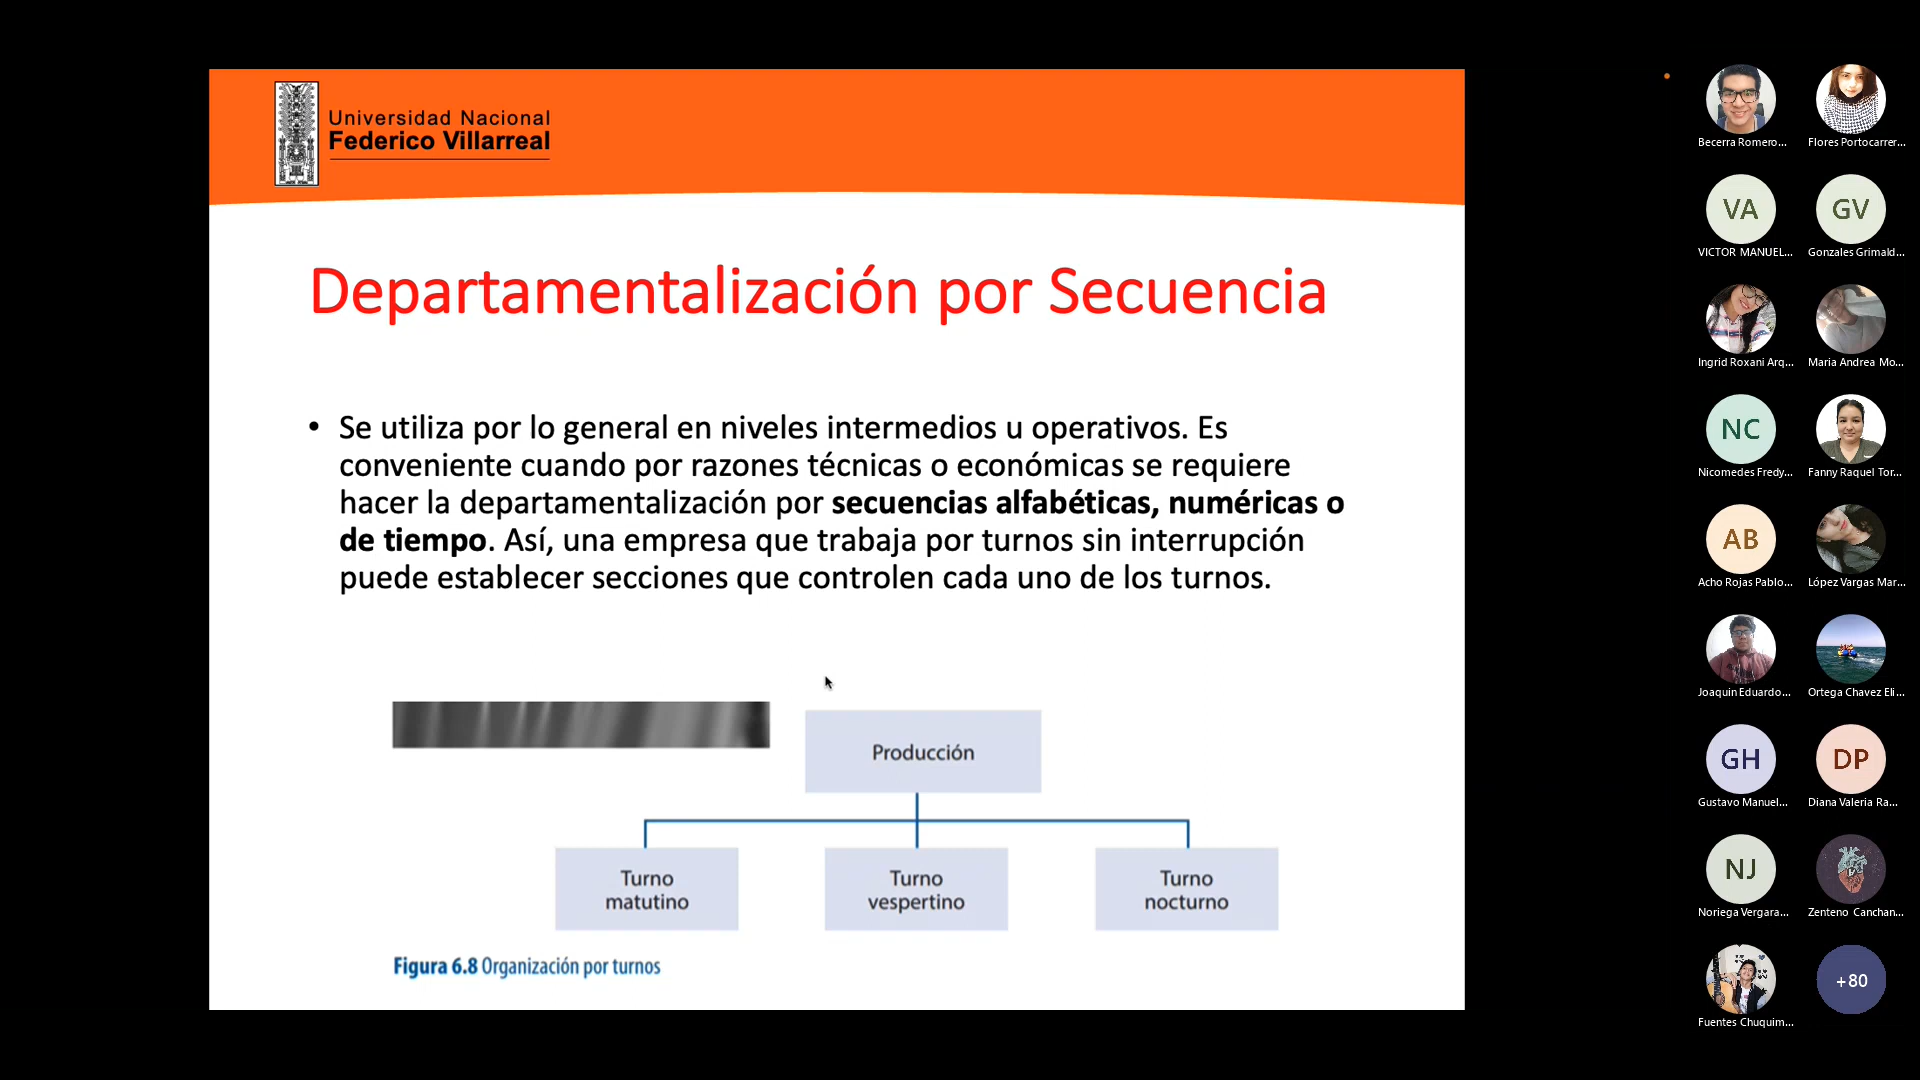 Universidad Nacional
Federico Villarreal
Departamentalización por Secuencia
• Se utiliza por lo general en niveles intermedios u operativos. Es
conveniente cuando por razones técnicas o económicas se requiere
hacer la departamentalización por secuencias alfabéticas, numéricas o
de tiempo. Así, una empresa que trabaja por turnos sin interrupción
puede establecer secciones que controlen cada uno de los turnos.
Producción
Turno
matutino
Turno
vespertino
Turno
nocturno
Figura 6.8 Organización por turnos
Becerra Romero...
Flores Portocarrer...
VA
VICTOR MANUEL...
GV
Gonzales Grimald...
Ingrid Roxani Arq...
Maria Andrea Mo...
NC
Nicomedes Fredy...
Fanny Raquel Tor...
AB
Acho Rojas Pablo...
López Vargas Mar...
Joaquin Eduardo...
Ortega Chavez Eli...
GH
Gustavo Manuel...
DP
Diana Valeria Ra...
NJ
Noriega Vergara...
Zenteno Canchan...
Fuentes Chuquim...
+80